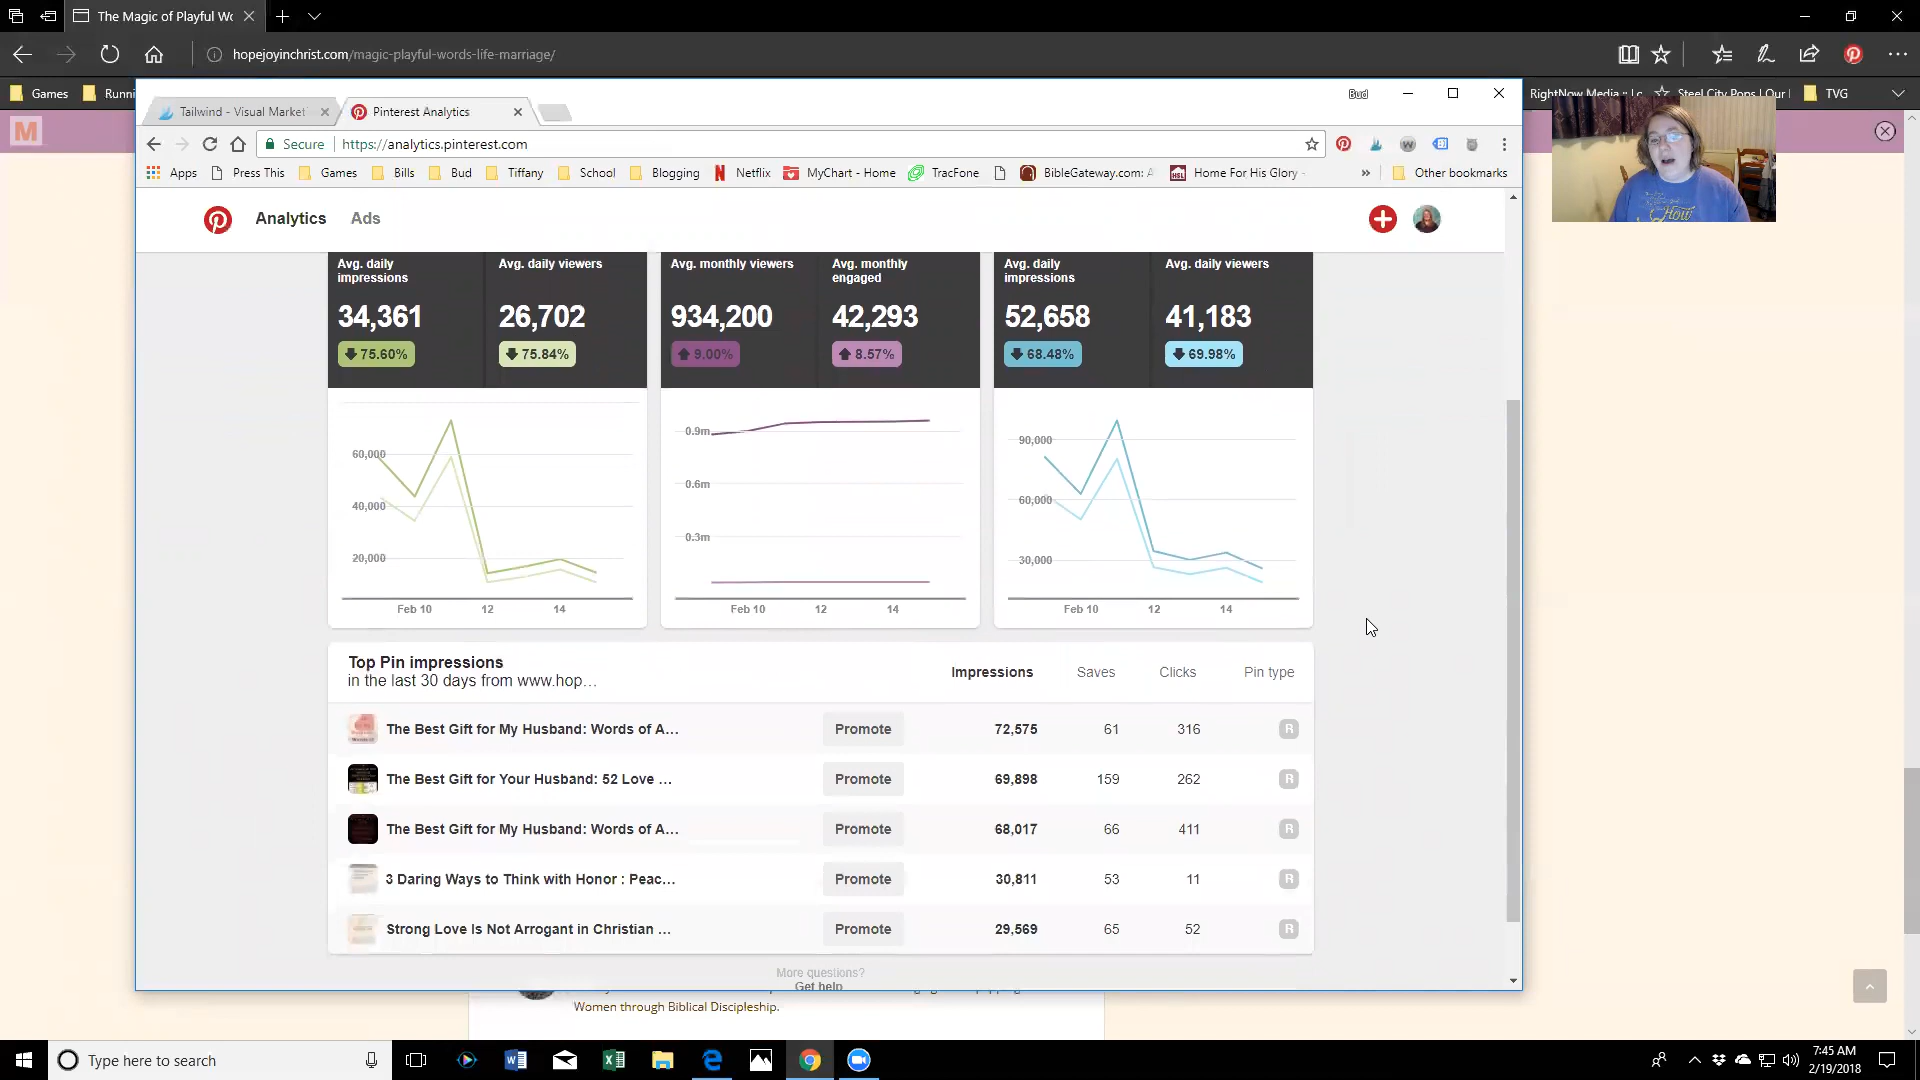 The Magic of Playful Wo
hopejoyinchrist.com/magic-playful-words-life-marriage/
Games
Runni
RightNow Media :: L
Steel City Pops | Our
TVG
M
Bud
Tailwind - Visual Market
Pinterest Analytics
Secure
https://analytics.pinterest.com
Apps
Press This
Games
Bills
Bud
Tiffany
School
Blogging
Netflix
MyChart - Home
TracFone
BibleGateway.com: A
Home For His Glory -
»
Other bookmarks
Analytics
Ads
How
Avg. daily impressions
Avg. daily viewers
Avg. monthly viewers
Avg. monthly engaged
Avg. daily impressions
Avg. daily viewers
34,361
26,702
934,200
42,293
52,658
41,183
75.60%
75.84%
9.00%
8.57%
68.48%
69.98%
60,000
40,000
20,000
Feb 10
12
14
0.9m
0.6m
0.3m
Feb 10
12
14
90,000
60,000
30,000
Feb 10
12
14
Top Pin impressions
in the last 30 days from www.hop…
Impressions
Saves
Clicks
Pin type
The Best Gift for My Husband: Words of A…
Promote
72,575
61
316
R
The Best Gift for Your Husband: 52 Love …
Promote
69,898
159
262
R
The Best Gift for My Husband: Words of A…
Promote
68,017
66
411
R
3 Daring Ways to Think with Honor : Peac…
Promote
30,811
53
11
R
Strong Love Is Not Arrogant in Christian …
Promote
29,569
65
52
R
More questions?
Get help
Women through Biblical Discipleship.
Type here to search
7:45 AM
2/19/2018